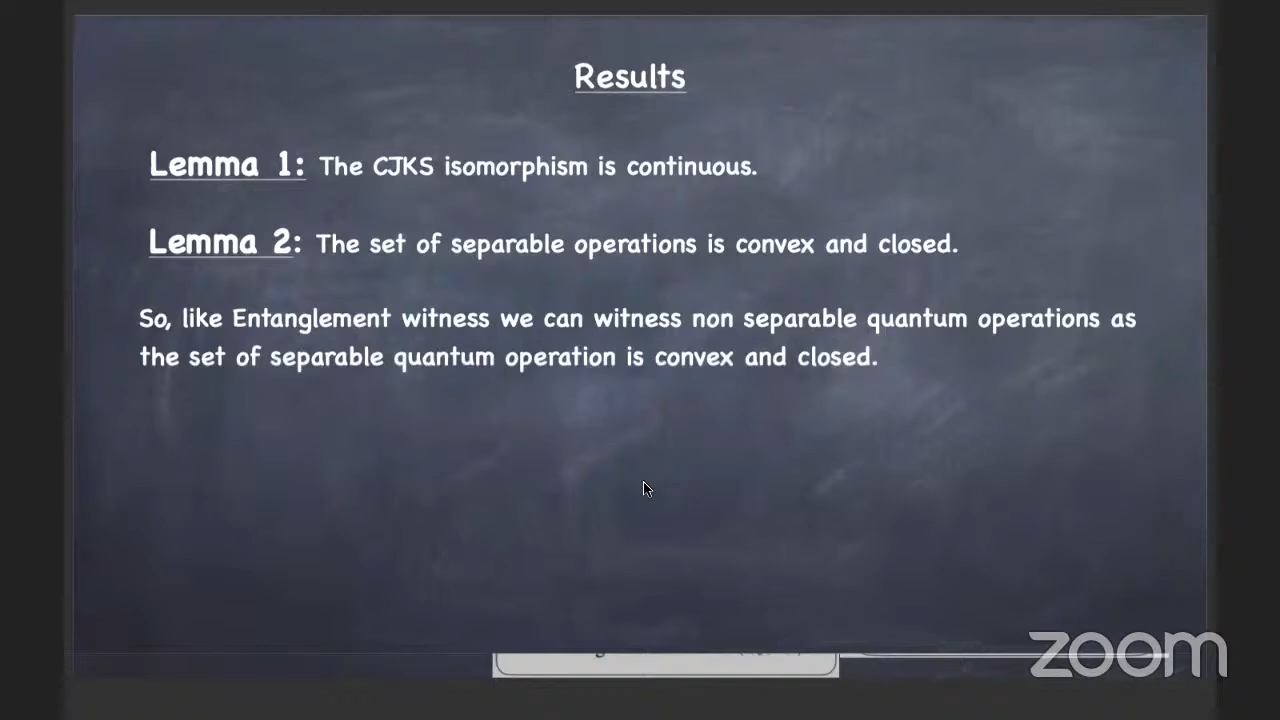 Results
Lemma 1: The CJKS isomorphism is continuous.
Lemma 2: The set of separable operations is convex and closed.
So, like Entanglement witness we can witness non separable quantum operations as
the set of separable quantum operation is convex and closed.
zoom